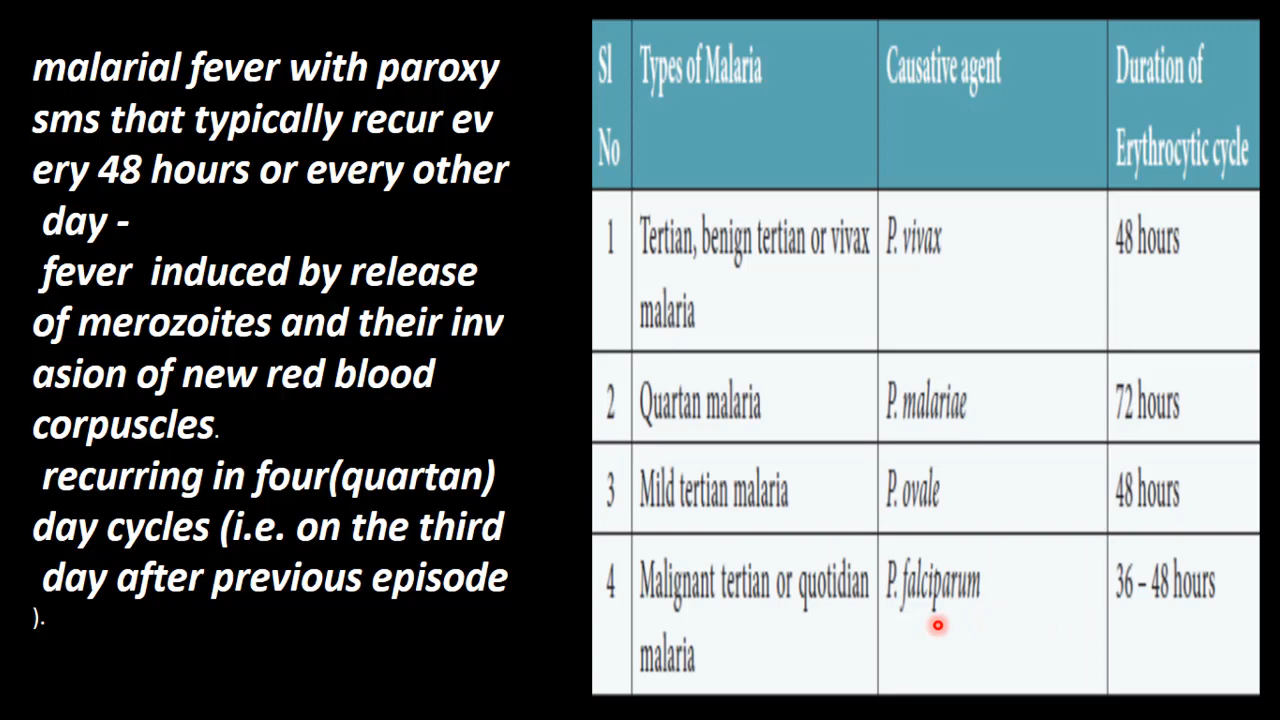 malarial fever with paroxy
sms that typically recur ev
ery 48 hours or every other
day -
fever induced by release
of merozoites and their inv
asion of new red blood
corpuscles.
recurring in four(quartan)
day cycles (i.e. on the third
day after previous episode
).
Sl No Types of Malaria Causative agent Duration of Erythrocytic cycle
1 Tertian, benign tertian or vivax malaria P. vivax 48 hours
2 Quartan malaria P. malariae 72 hours
3 Mild tertian malaria P. ovale 48 hours
4 Malignant tertian or quotidian malaria P. falciparum 36 – 48 hours